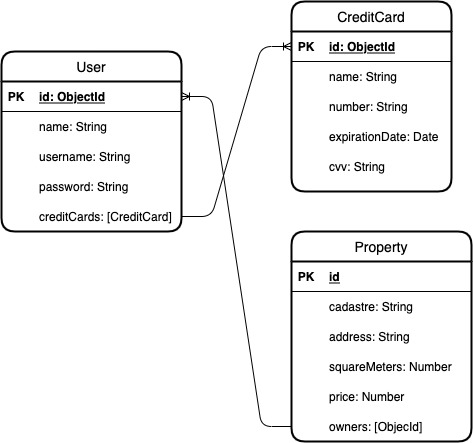 CreditCard
PK id: ObjectId
name: String
number: String
expirationDate: Date
cvv: String
User
PK id: ObjectId
name: String
username: String
password: String
creditCards: [CreditCard]
Property
PK id
cadastre: String
address: String
squareMeters: Number
price: Number
owners: [ObjecId]